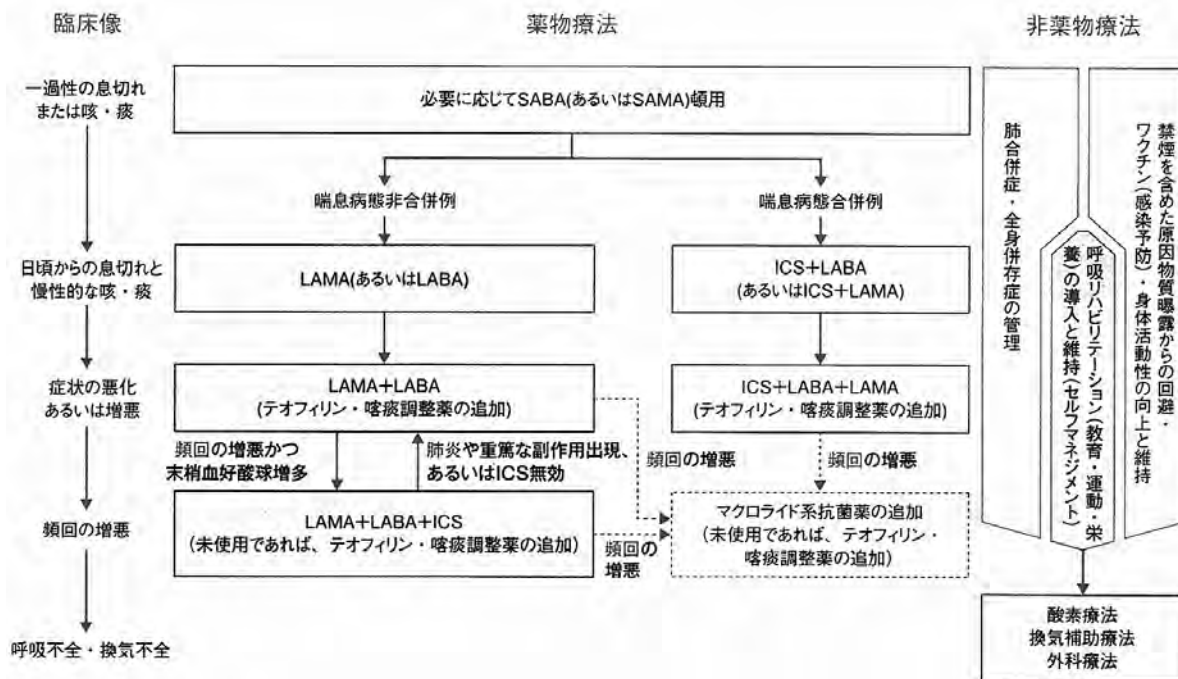 臨床像
薬物療法
非薬物療法
一過性の息切れ
または咳・痰
日頃からの息切れと
慢性的な咳・痰
症状の悪化
あるいは増悪
頻回の増悪
呼吸不全・換気不全
必要に応じてSABA(あるいはSAMA)頓用
喘息病態非合併例
喘息病態合併例
LAMA(あるいはLABA)
ICS+LABA
(あるいはICS+LAMA)
LAMA+LABA
(テオフィリン・喀痰調整薬の追加)
ICS+LABA+LAMA
(テオフィリン・喀痰調整薬の追加)
頻回の増悪かつ
末梢血好酸球増多
肺炎や重篤な副作用出現、
あるいはICS無効
頻回の増悪
頻回の増悪
LAMA+LABA+ICS
(未使用であれば、テオフィリン・喀痰調整薬の追加)
頻回の
増悪
マクロライド系抗菌薬の追加
(未使用であれば、テオフィリン・
喀痰調整薬の追加)
禁煙を含めた原因物質曝露からの回避・
ワクチン(感染予防)・身体活動性の向上と維持
呼吸リハビリテーション(教育・運動・栄
養)の導入と維持(セルフマネジメント)
肺合併症・全身併存症の管理
酸素療法
換気補助療法
外科療法